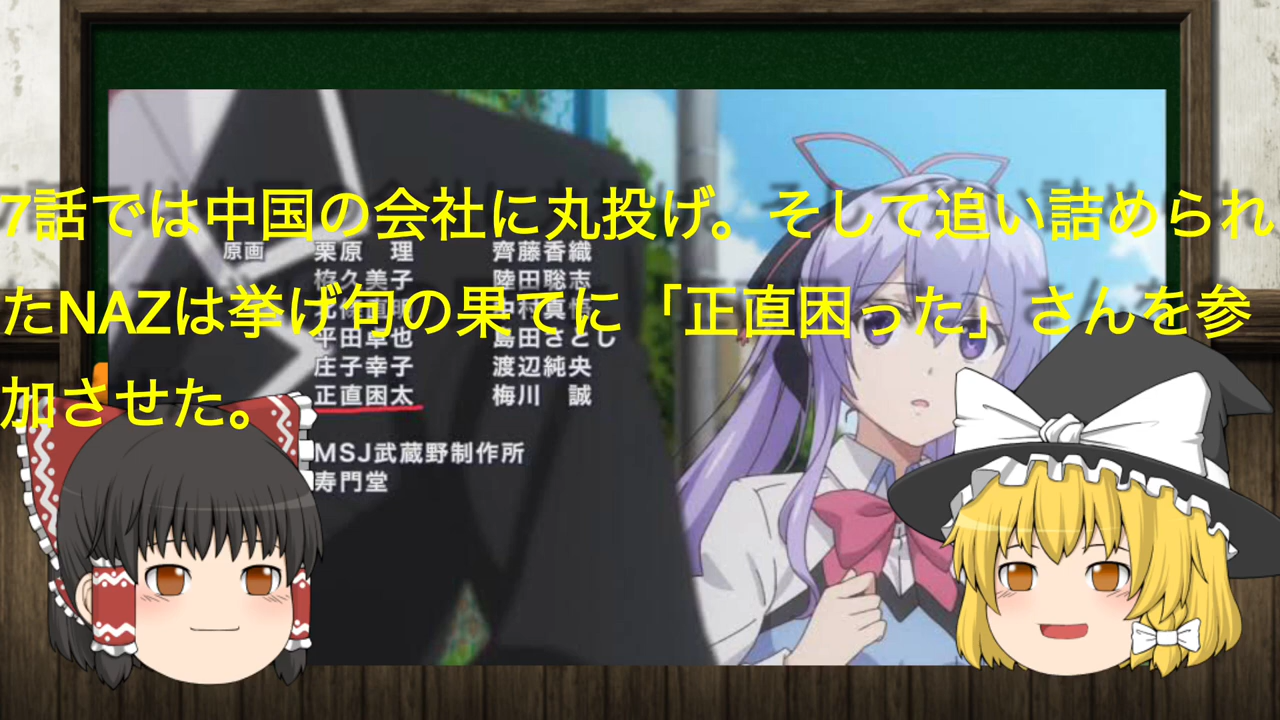 7話では中国の会社に丸投げ。そして追い詰められ
たNAZは挙げ句の果てに「正直困った」さんを参
加させた。
原画 栗原 理 齊藤香織
柊久美子 陸田聡志
平田卓也 島田さとし
庄子幸子 渡辺純央
正直困太 梅川 誠
MSJ武蔵野制作所
寿門堂